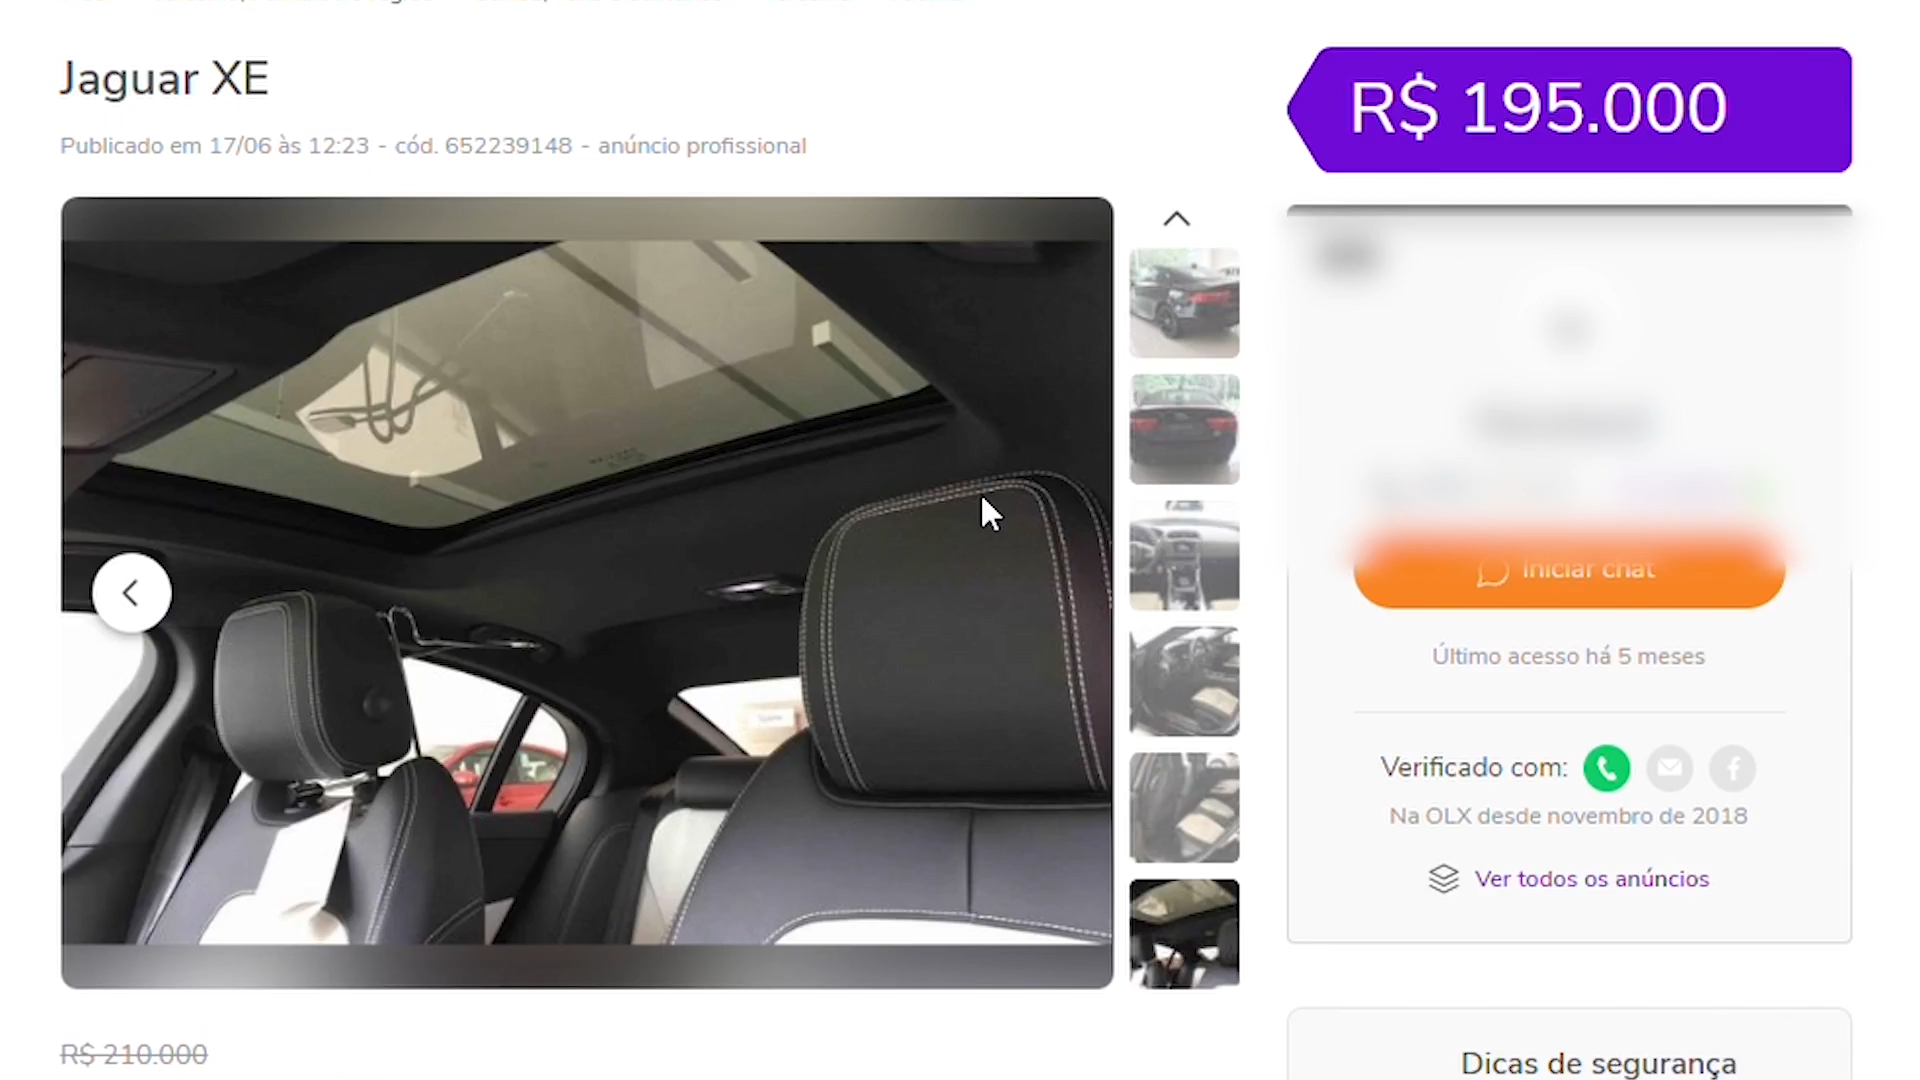 Jaguar XE
R$ 195.000
Publicado em 17/06 às 12:23 - cód. 652239148 - anúncio profissional
Iniciar chat
Último acesso há 5 meses
Verificado com:
Na OLX desde novembro de 2018
Ver todos os anúncios
R$ 210.000
Dicas de segurança